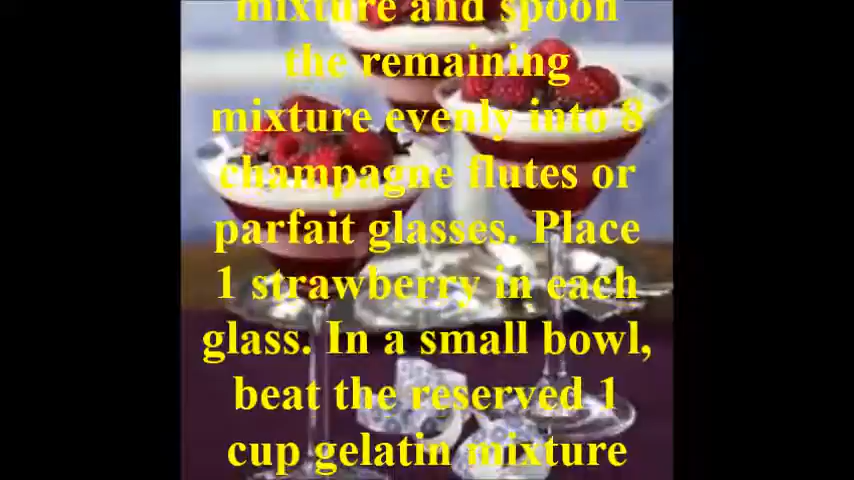 mixture and spoon
the remaining
mixture evenly into 8
champagne flutes or
parfait glasses. Place
1 strawberry in each
glass. In a small bowl,
beat the reserved 1
cup gelatin mixture